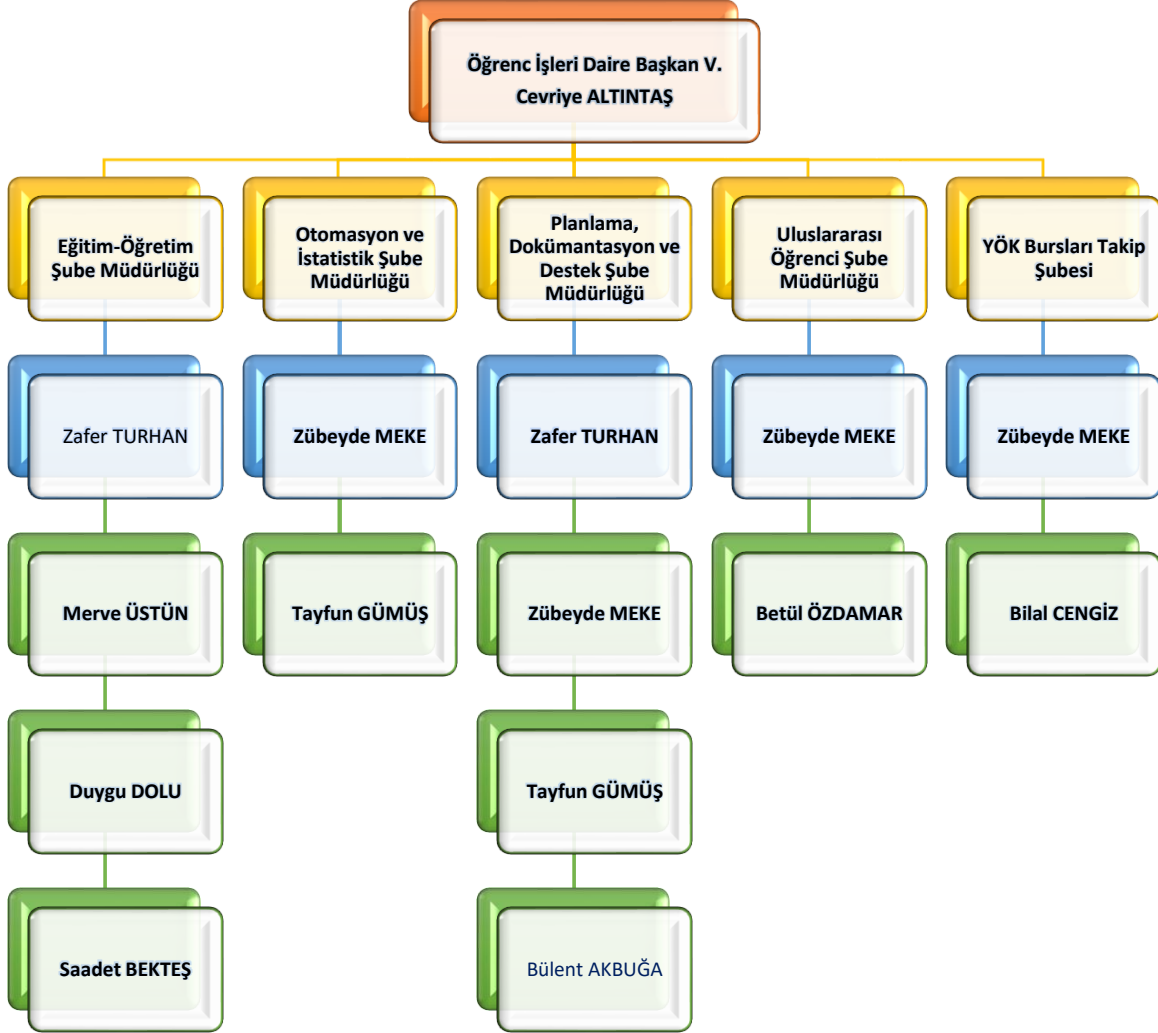 Öğrenc İşleri Daire Başkan V.
Cevriye ALTINTAŞ
Eğitim-Öğretim
Şube Müdürlüğü
Otomasyon ve
İstatistik Şube
Müdürlüğü
Planlama,
Dokümantasyon ve
Destek Şube
Müdürlüğü
Uluslararası
Öğrenci Şube
Müdürlüğü
YÖK Bursları Takip
Şubesi
Zafer TURHAN
Zübeyde MEKE
Zafer TURHAN
Zübeyde MEKE
Zübeyde MEKE
Merve ÜSTÜN
Tayfun GÜMÜŞ
Zübeyde MEKE
Betül ÖZDAMAR
Bilal CENGİZ
Duygu DOLU
Tayfun GÜMÜŞ
Saadet BEKTEŞ
Bülent AKBUĞA